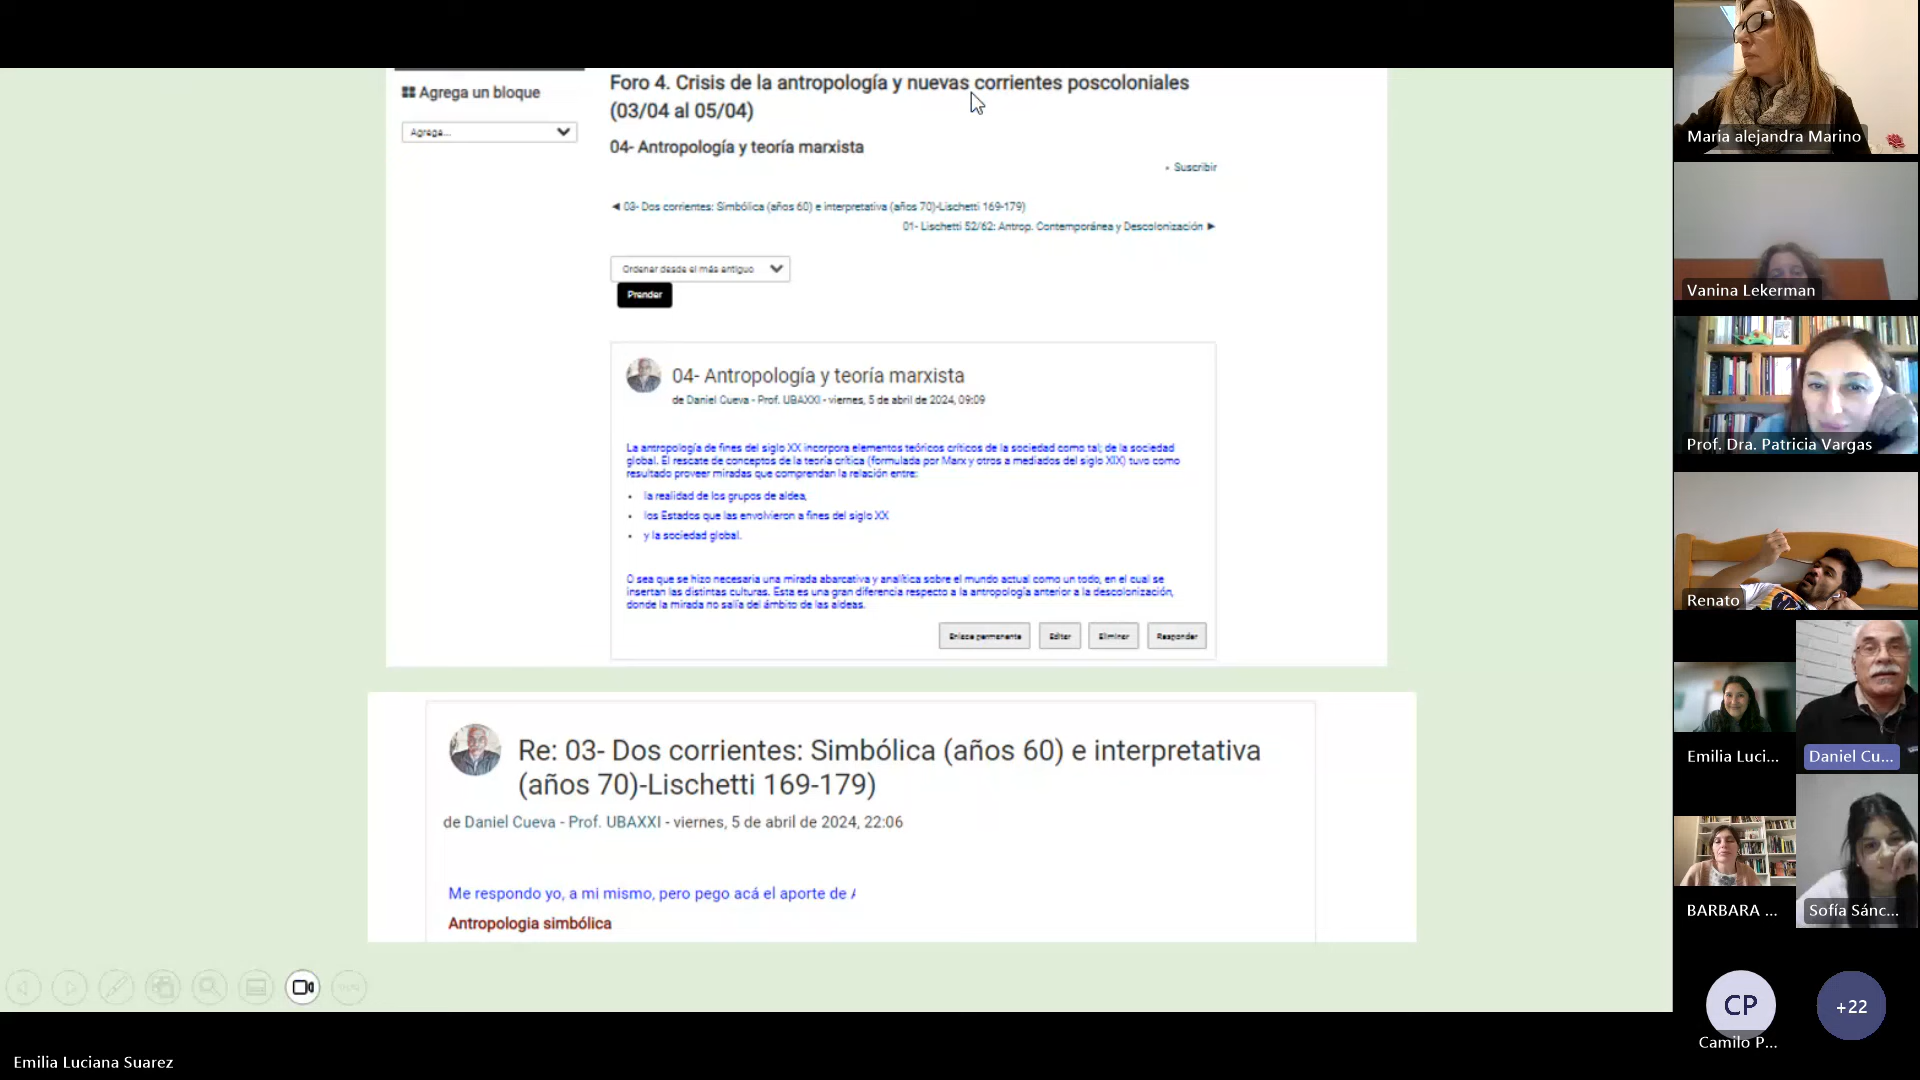 Agrega un bloque
Agrega...
Foro 4. Crisis de la antropología y nuevas corrientes poscoloniales
(03/04 al 05/04)
04- Antropología y teoría marxista
Suscribir
◄ 03- Dos corrientes: Simbólica (años 60) e interpretativa (años 70)-Lischetti 169-179)
01- Lischetti 52/62: Antrop. Contemporánea y Descolonización ►
Ordenar desde el más antiguo
Prender
04- Antropología y teoría marxista
de Daniel Cueva - Prof. UBAXXI - viernes, 5 de abril de 2024, 09:09
La antropología de fines del siglo XX incorpora elementos teóricos críticos de la sociedad como tal; de la sociedad
global. El rescate de conceptos de la teoría crítica (formulada por Marx y otros a mediados del siglo XIX) tuvo como
resultado proveer miradas que comprendan la relación entre:
• la realidad de los grupos de aldea,
• los Estados que las envolvieron a fines del siglo XX
• y la sociedad global.
O sea que se hizo necesaria una mirada abarcativa y analítica sobre el mundo actual como un todo, en el cual se
insertan las distintas culturas. Esta es una gran diferencia respecto a la antropología anterior a la descolonización,
donde la mirada no salía del ámbito de las aldeas.
Enlace permanente Editar Eliminar Responder
Re: 03- Dos corrientes: Simbólica (años 60) e interpretativa
(años 70)-Lischetti 169-179)
de Daniel Cueva - Prof. UBAXXI - viernes, 5 de abril de 2024, 22:06
Me respondo yo, a mi mismo, pero pego acá el aporte de
Antropologia simbólica
Emilia Luciana Suarez
Maria alejandra Marino
Vanina Lekerman
Prof. Dra. Patricia Vargas
Renato
Emilia Luci...
Daniel Cu...
BARBARA ...
Sofía Sánc...
CP
Camilo P...
+22